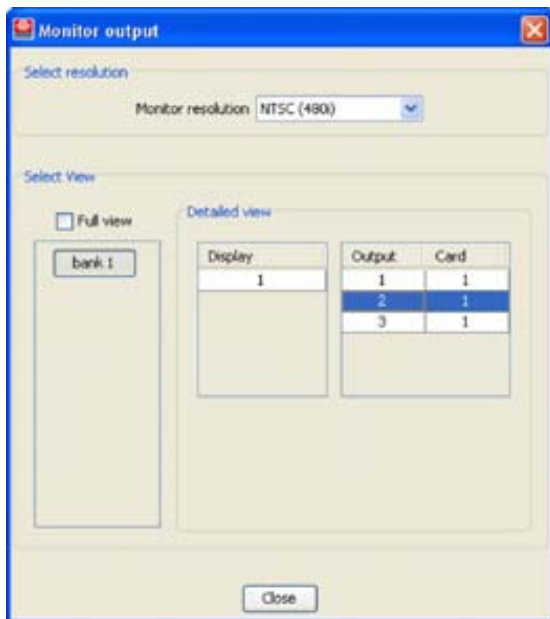 Monitor output
Select resolution
Monitor resolution NTSC (480i)
Select View
Full view
Detailed view
bank 1
Display
1
Output Card
1 1
2 1
3 1
Close